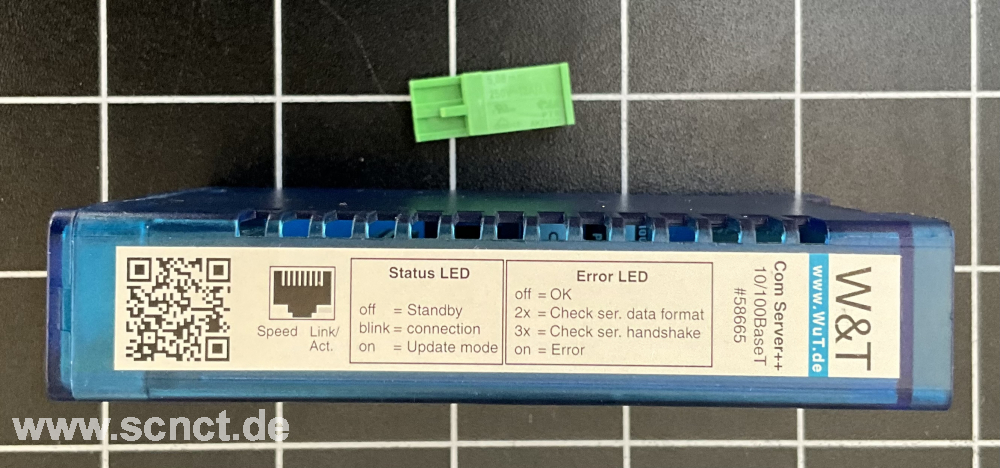 Speed Link/
Act.
Status LED
off = Standby
blink = connection
on = Update mode
Error LED
off = OK
2x = Check ser. data format
3x = Check ser. handshake
on = Error
W&T
www.WuT.de
Com Server++
10/100BaseT
#58665
www.scnct.de